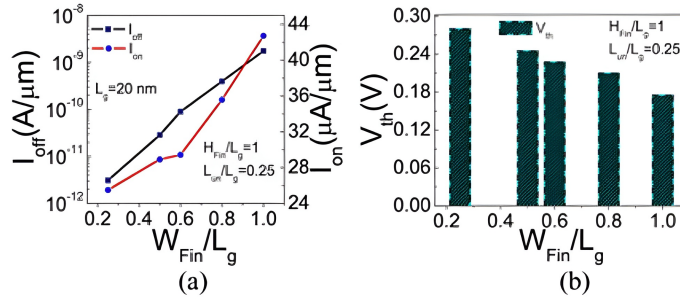 I_off
I_on
L_g=20 nm
H_Fin/L_g=1
L_un/L_g=0.25
10^-8
10^-9
10^-10
10^-11
10^-12
I_off(A/μm)
44
40
36
32
28
24
I_on(μA/μm)
0.2 0.4 0.6 0.8 1.0
W_Fin/L_g
(a)
V_th
H_Fin/L_g=1
L_un/L_g=0.25
0.30
0.24
0.18
0.12
0.06
0.00
V_th(V)
0.2 0.4 0.6 0.8 1.0
W_Fin/L_g
(b)